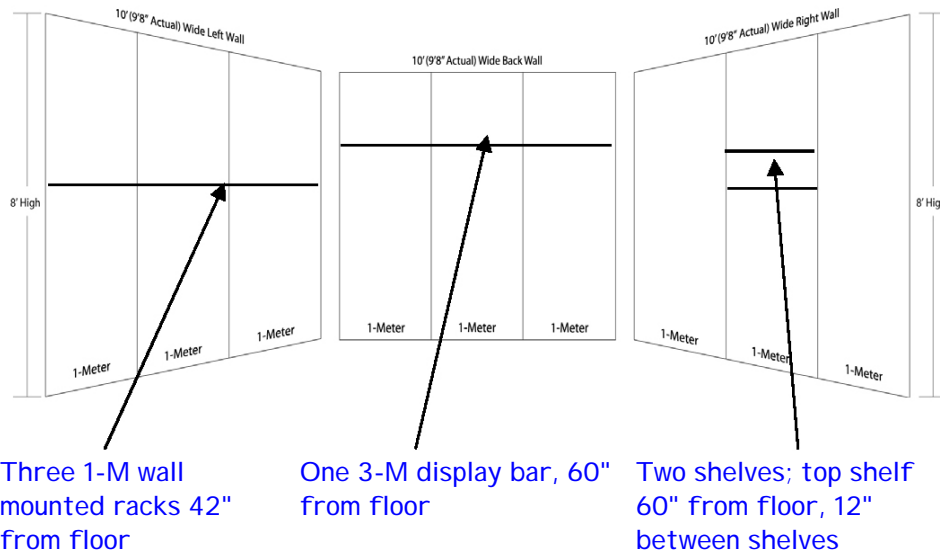 10' (9'8" Actual) Wide Left Wall
10' (9'8" Actual) Wide Back Wall
10' (9'8" Actual) Wide Right Wall
8' High
8' Hig
1-Meter
1-Meter
1-Meter
1-Meter
1-Meter
1-Meter
1-Meter
1-Meter
1-Meter
Three 1-M wall
mounted racks 42"
from floor
One 3-M display bar, 60"
from floor
Two shelves; top shelf
60" from floor, 12"
between shelves